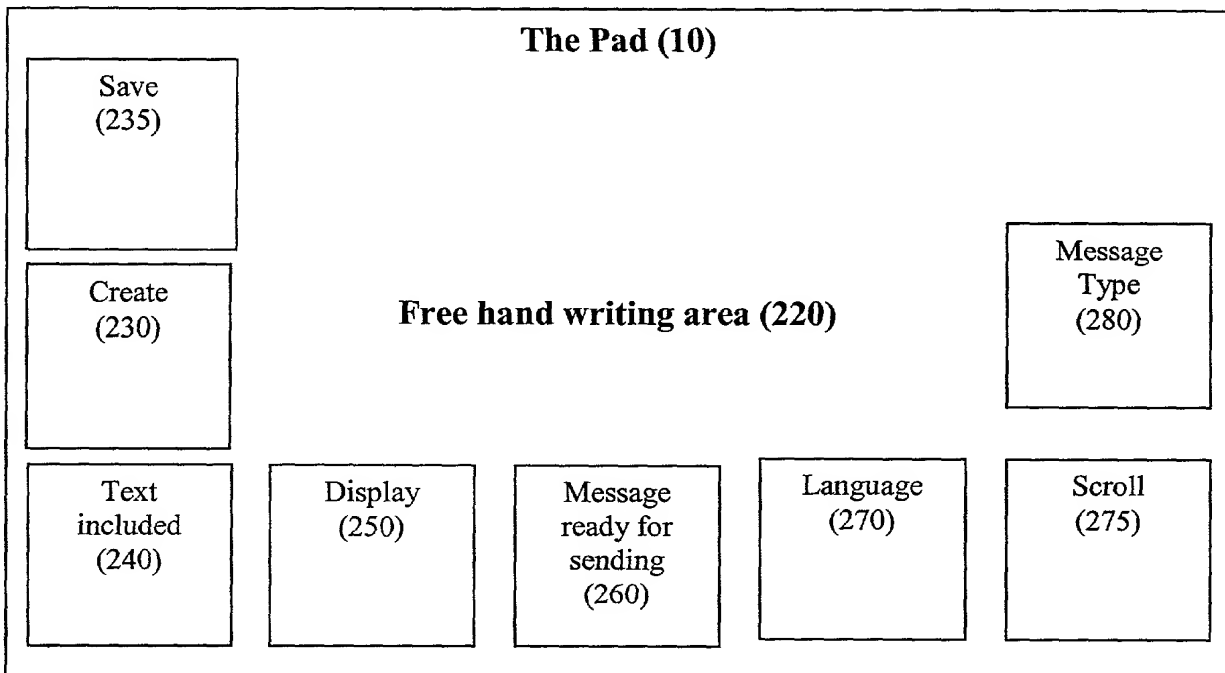 The Pad (10)
Save
(235)
Message
Type
(280)
Create
(230)
Free hand writing area (220)
Text
included
(240)
Display
(250)
Message
ready for
sending
(260)
Language
(270)
Scroll
(275)